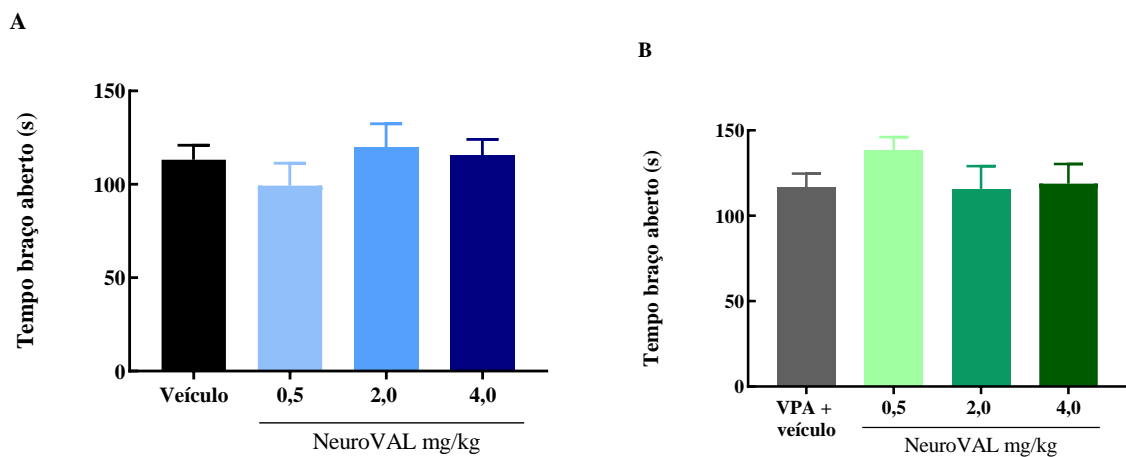 A
Tempo braço aberto (s)
150
100
50
0
Veículo
0,5
2,0
4,0
NeuroVAL mg/kg
B
Tempo braço aberto (s)
150
100
50
0
VPA +
veículo
0,5
2,0
4,0
NeuroVAL mg/kg